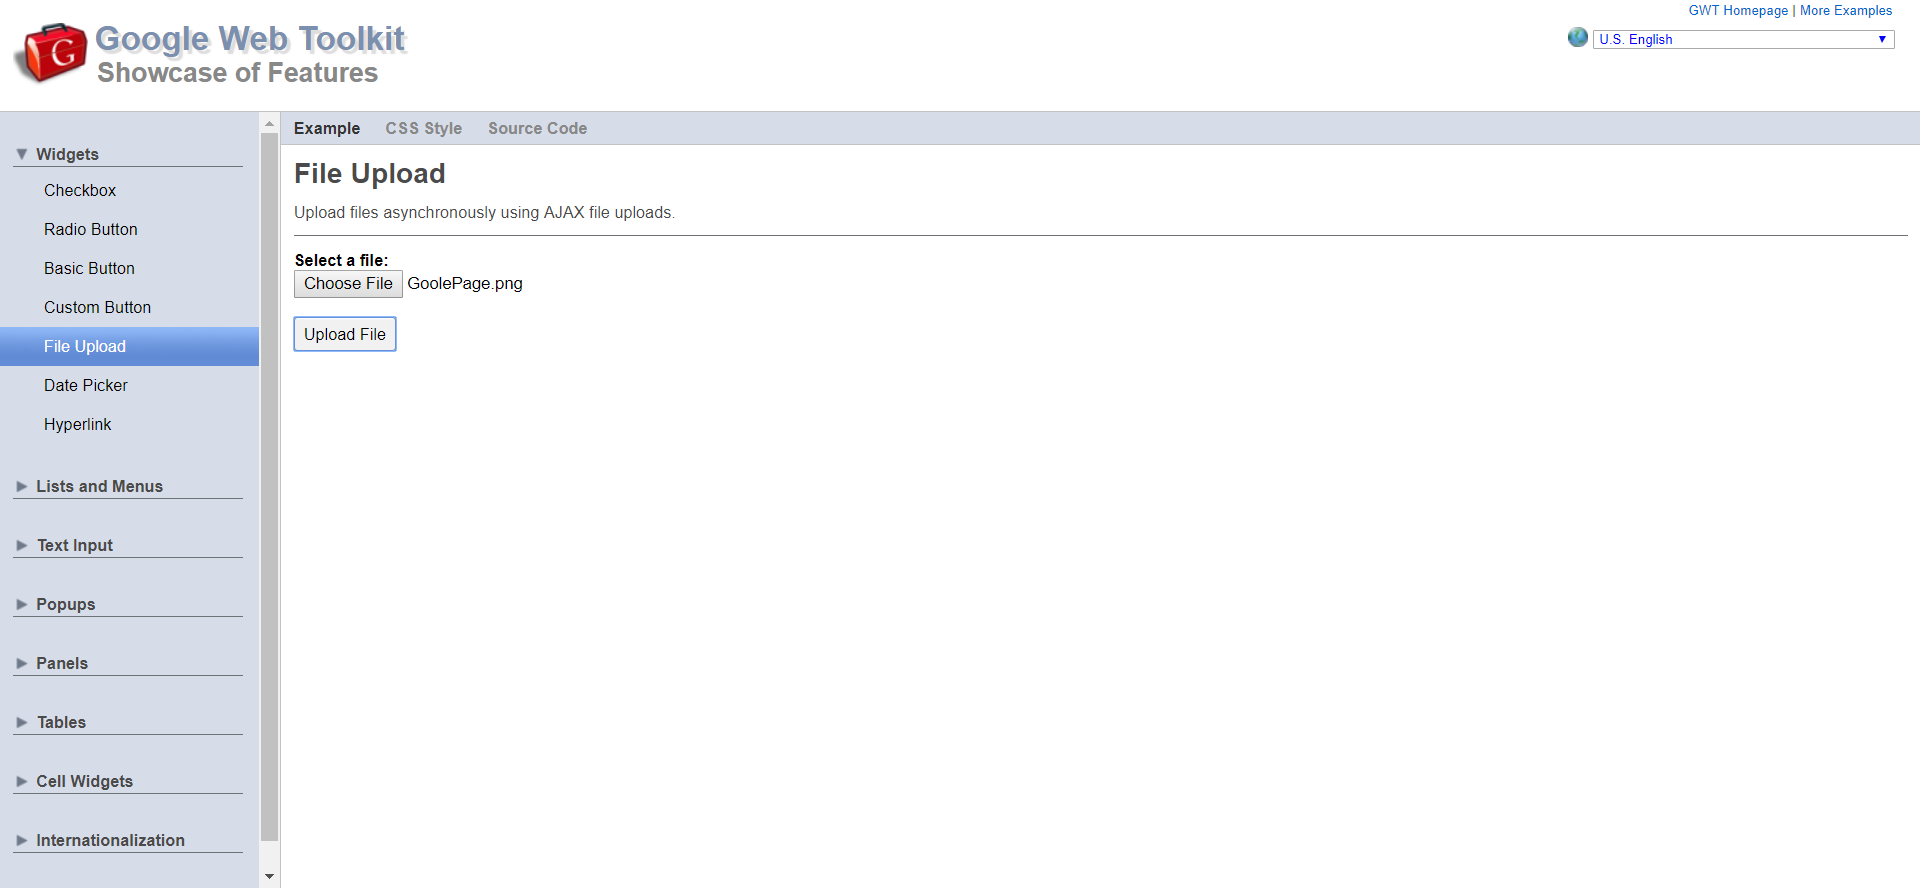 GWT Homepage | More Examples
Google Web Toolkit
Showcase of Features
U.S. English
Widgets
Checkbox
Radio Button
Basic Button
Custom Button
File Upload
Date Picker
Hyperlink
Lists and Menus
Text Input
Popups
Panels
Tables
Cell Widgets
Internationalization
Example CSS Style Source Code
File Upload
Upload files asynchronously using AJAX file uploads.
Select a file:
Choose File GoolePage.png
Upload File